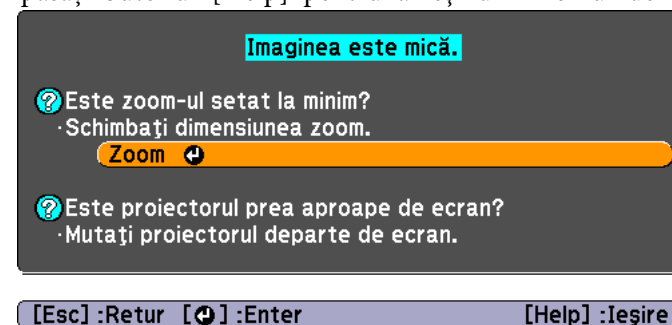 Imaginea este mică.
Este zoom-ul setat la minim?
·Schimbaţi dimensiunea zoom.
Zoom
Este proiectorul prea aproape de ecran?
·Mutaţi proiectorul departe de ecran.
[Esc] :Retur [ ] :Enter [Help] :Ieşire